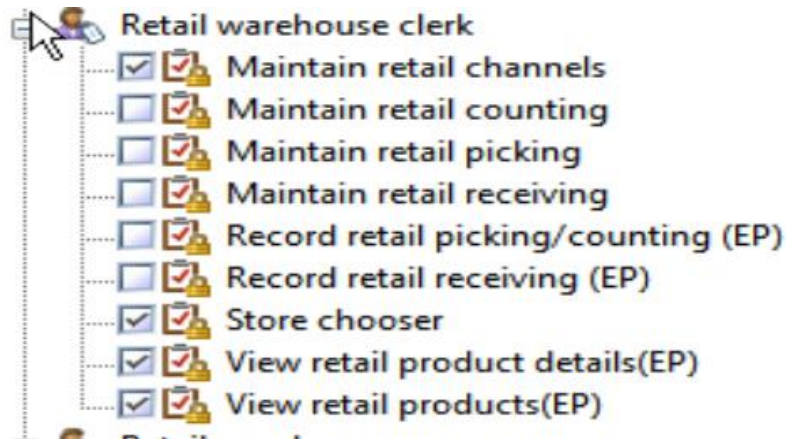 Retail warehouse clerk
Maintain retail channels
Maintain retail counting
Maintain retail picking
Maintain retail receiving
Record retail picking/counting (EP)
Record retail receiving (EP)
Store chooser
View retail product details(EP)
View retail products(EP)